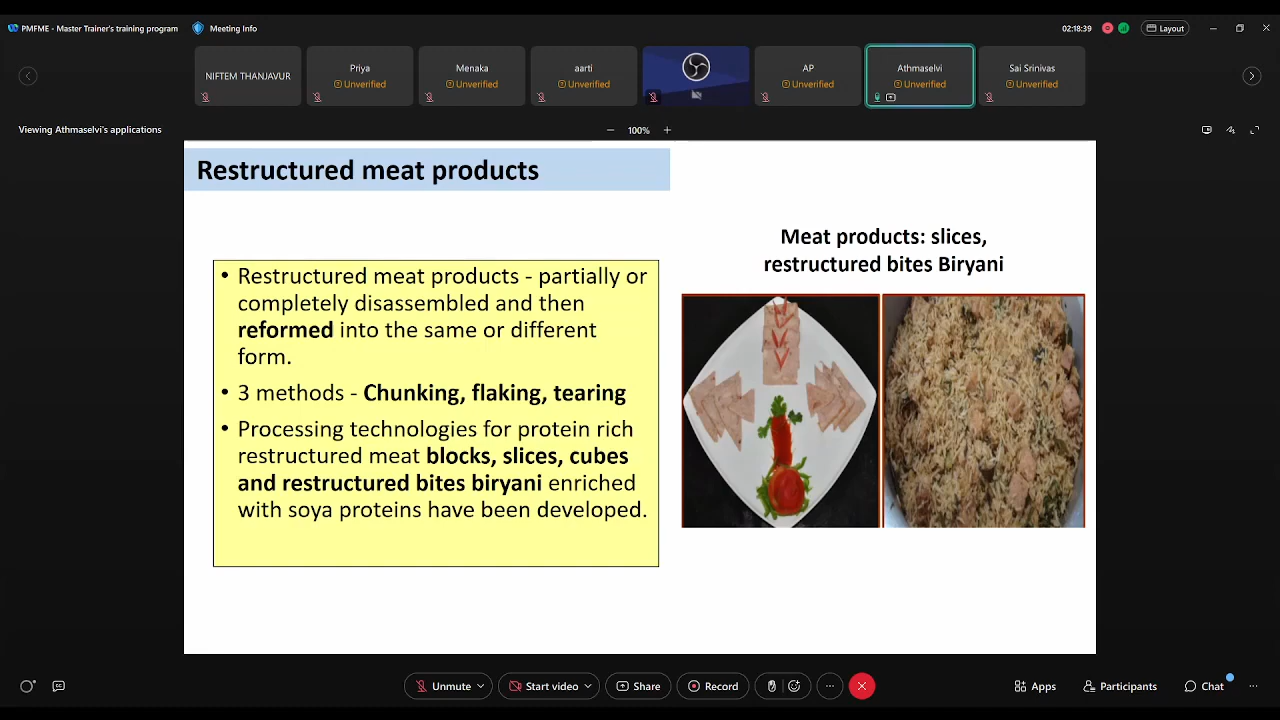 PMFME - Master Trainer's training program
Meeting Info
02:18:39
Layout
NIFTEM THANJAVUR
Priya
Unverified
Menaka
Unverified
aarti
Unverified
AP
Unverified
Athmaselvi
Unverified
Sai Srinivas
Unverified
Viewing Athmaselvi's applications
100%
Restructured meat products
• Restructured meat products - partially or
completely disassembled and then
reformed into the same or different
form.
• 3 methods - Chunking, flaking, tearing
• Processing technologies for protein rich
restructured meat blocks, slices, cubes
and restructured bites biryani enriched
with soya proteins have been developed.
Meat products: slices,
restructured bites Biryani
Unmute
Start video
Share
Record
Apps
Participants
Chat